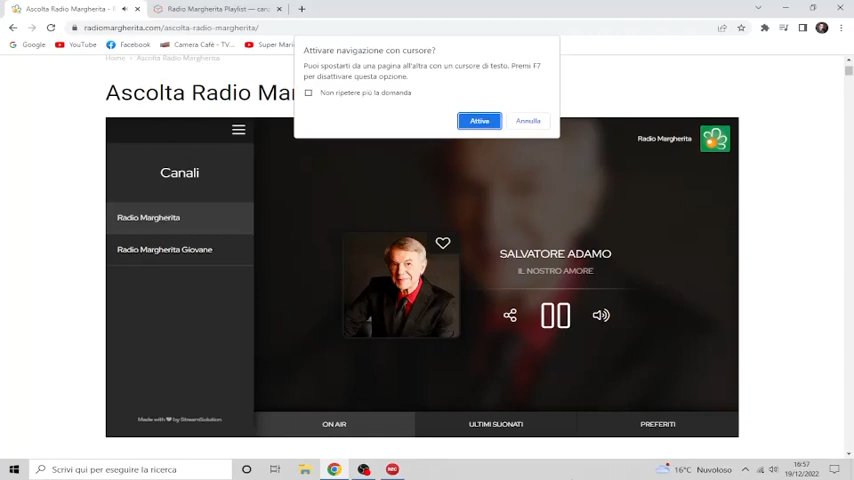 Ascolta Radio Margherita -
Radio Margherita Playlist — can
radiomargherita.com/ascolta-radio-margherita/
Google
YouTube
Facebook
Camera Cafè - TV...
Super Mari
Attivare navigazione con cursore?
Puoi spostarti da una pagina all'altra con un cursore di testo. Premi F7
per disattivare questa opzione.
Non ripetere più la domanda
Attiva
Annulla
Home
Ascolta Radio Margherita
Ascolta Radio Mar
Radio Margherita
Canali
Radio Margherita
Radio Margherita Giovane
SALVATORE ADAMO
IL NOSTRO AMORE
Made with ❤ by StreamSolution
ON AIR
ULTIMI SUONATI
PREFERITI
Scrivi qui per eseguire la ricerca
REC
16°C Nuvoloso
16:57
19/12/2022